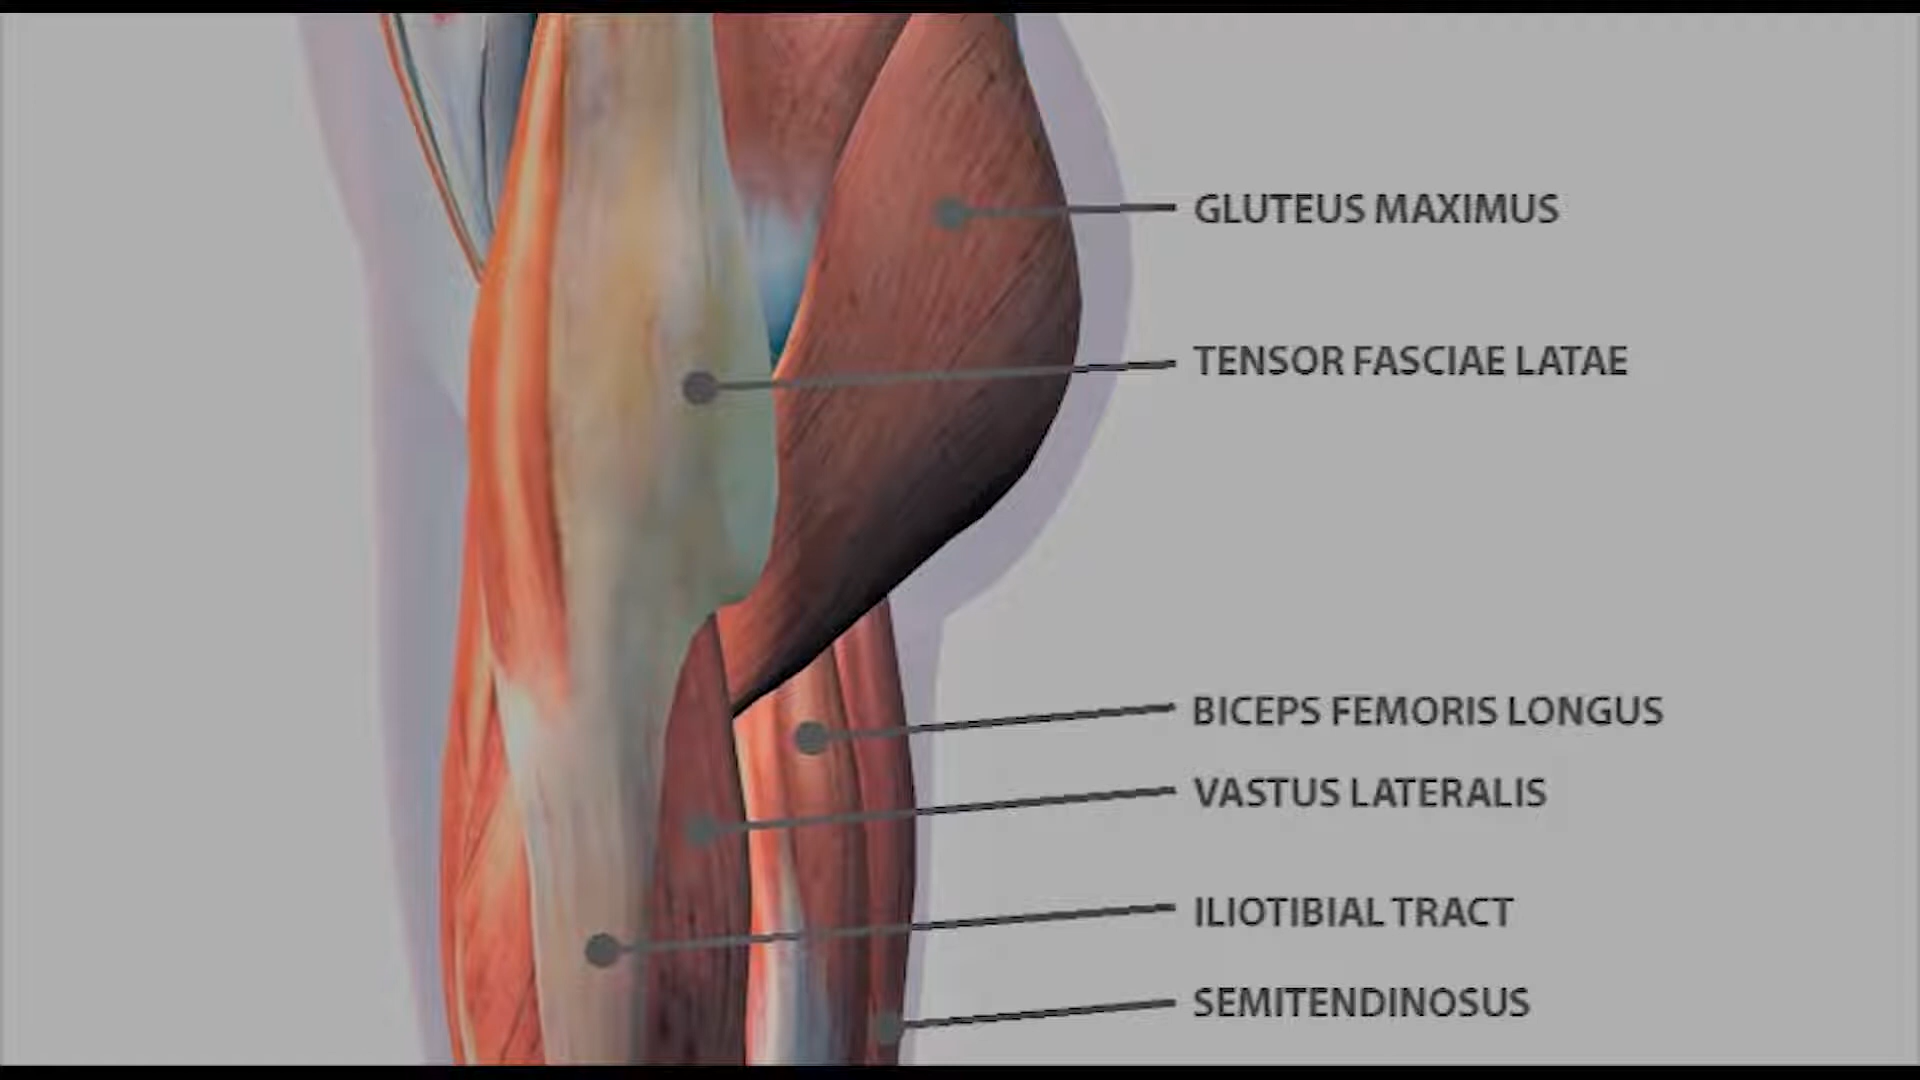 GLUTEUS MAXIMUS
TENSOR FASCIAE LATAE
BICEPS FEMORIS LONGUS
VASTUS LATERALIS
ILIOTIBIAL TRACT
SEMITENDINOSUS